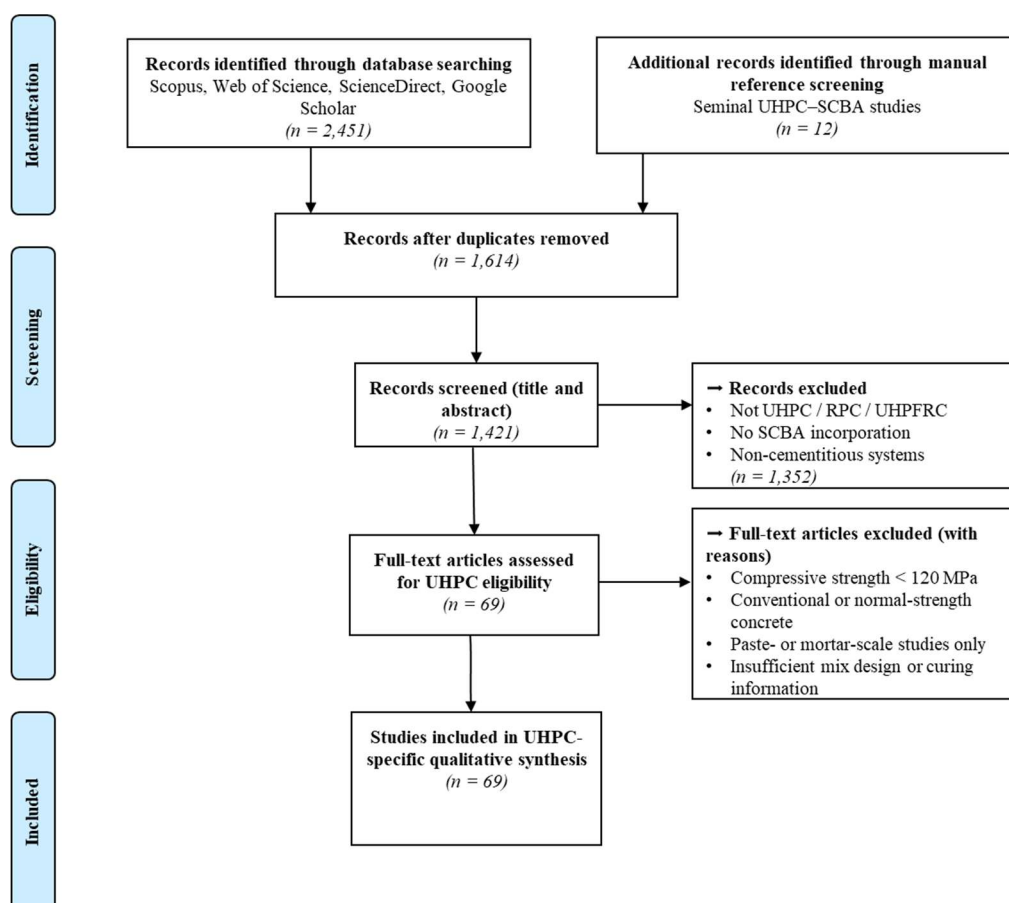 Identification
Records identified through database searching
Scopus, Web of Science, ScienceDirect, Google
Scholar
(n = 2,451)
Additional records identified through manual
reference screening
Seminal UHPC–SCBA studies
(n = 12)
Records after duplicates removed
(n = 1,614)
Screening
Records screened (title and
abstract)
(n = 1,421)
→ Records excluded
• Not UHPC / RPC / UHPFRC
• No SCBA incorporation
• Non-cementitious systems
(n = 1,352)
Eligibility
Full-text articles assessed
for UHPC eligibility
(n = 69)
→ Full-text articles excluded (with
reasons)
• Compressive strength < 120 MPa
• Conventional or normal-strength
concrete
• Paste- or mortar-scale studies only
• Insufficient mix design or curing
information
Included
Studies included in UHPC-
specific qualitative synthesis
(n = 69)